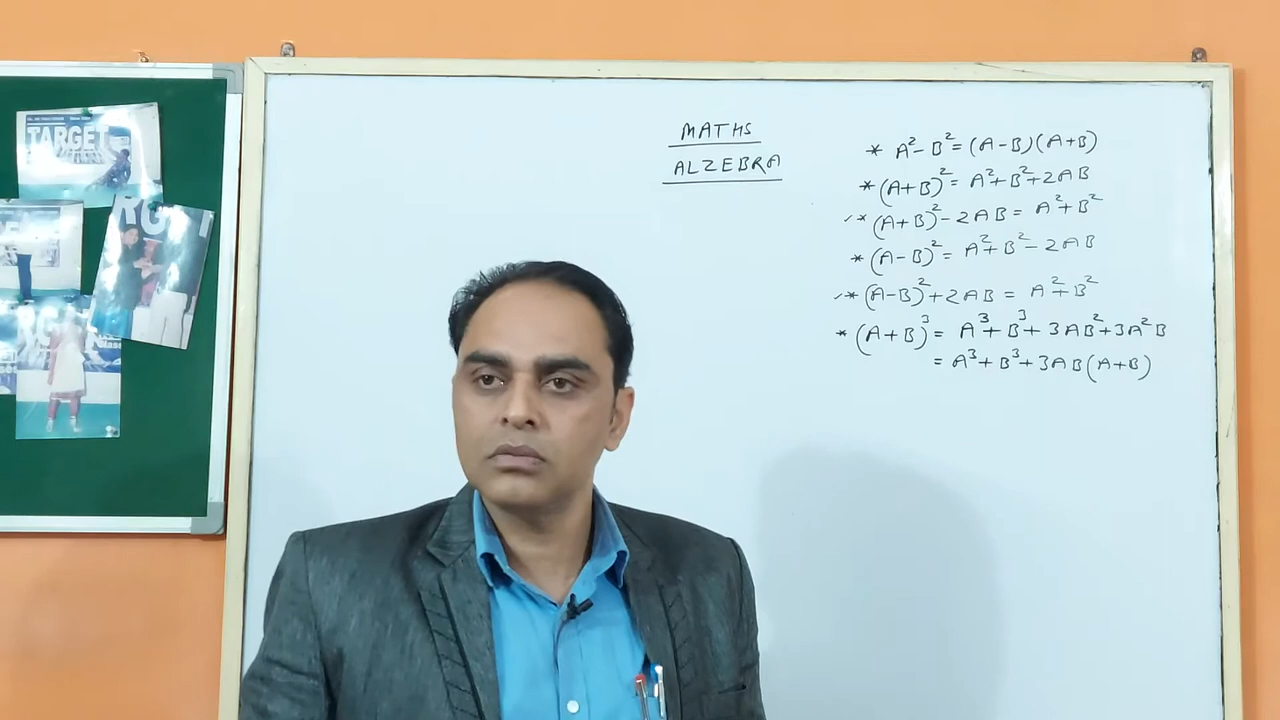 TARGET
RG
MATHS
ALZEBRA
* A²-B²=(A-B)(A+B)
* (A+B)²= A²+B²+2AB
✓* (A+B)²-2AB= A²+B²
* (A-B)²= A²+B²-2AB
✓* (A-B)²+2AB= A²+B²
* (A+B)³= A³+B³+3AB²+3A²B
= A³+B³+3AB(A+B)